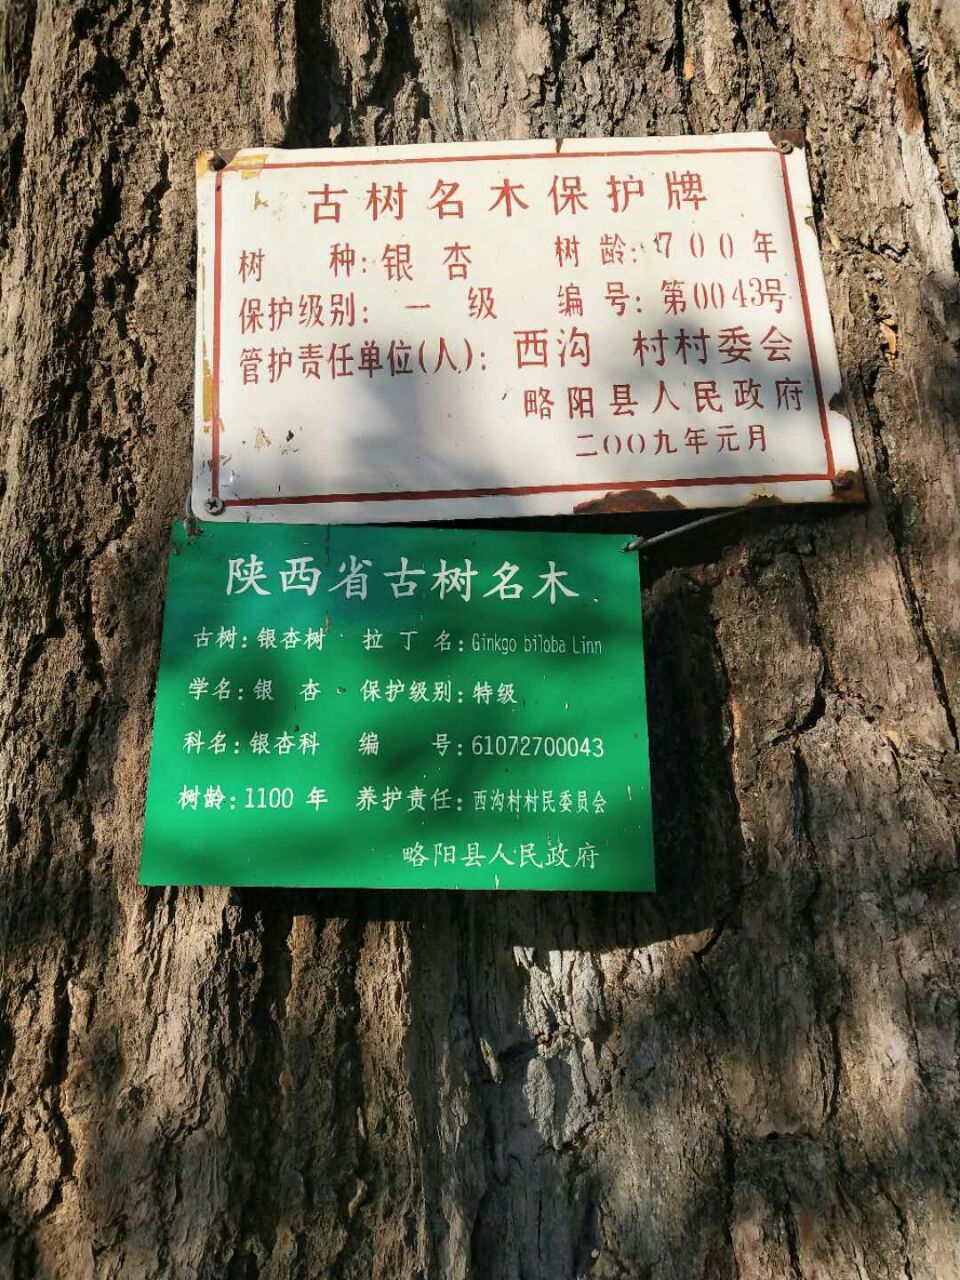 古树名木保护牌
树 种：银杏 树龄：700年
保护级别：一级 编号：第0043号
管护责任单位(人)：西沟 村村委会
略阳县人民政府
二00九年元月
陕西省古树名木
古树：银杏树 拉丁名：Ginkgo biloba Linn
学名：银 杏 保护级别：特级
科名：银杏科 编 号：61072700043
树龄：1100 年 养护责任：西沟村村民委员会
略阳县人民政府